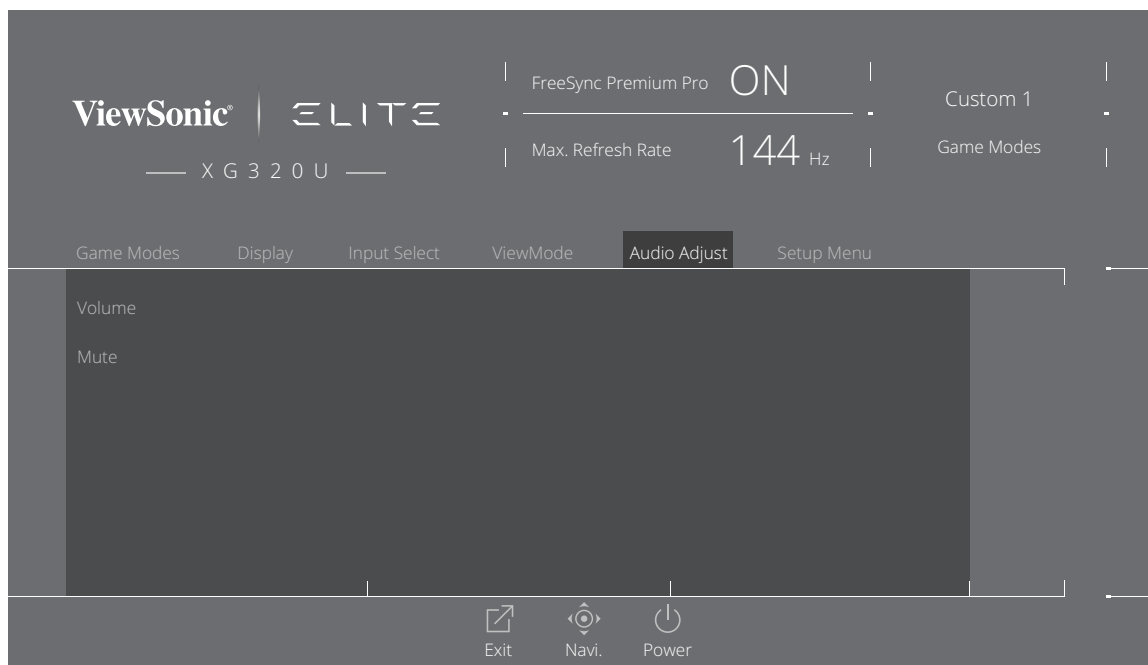 ViewSonic® ELITE
XG320U
FreeSync Premium Pro ON
Max. Refresh Rate 144 Hz
Custom 1
Game Modes
Game Modes Display Input Select ViewMode Audio Adjust Setup Menu
Volume
Mute
Exit Navi. Power